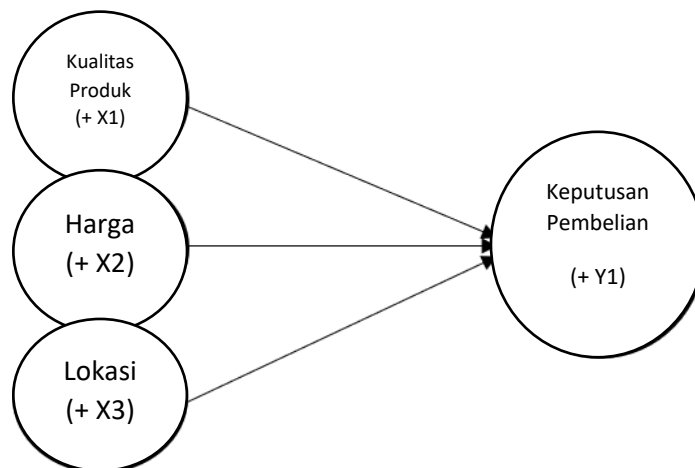 Kualitas
Produk
(+ X1)
Harga
(+ X2)
Lokasi
(+ X3)
Keputusan
Pembelian
(+ Y1)